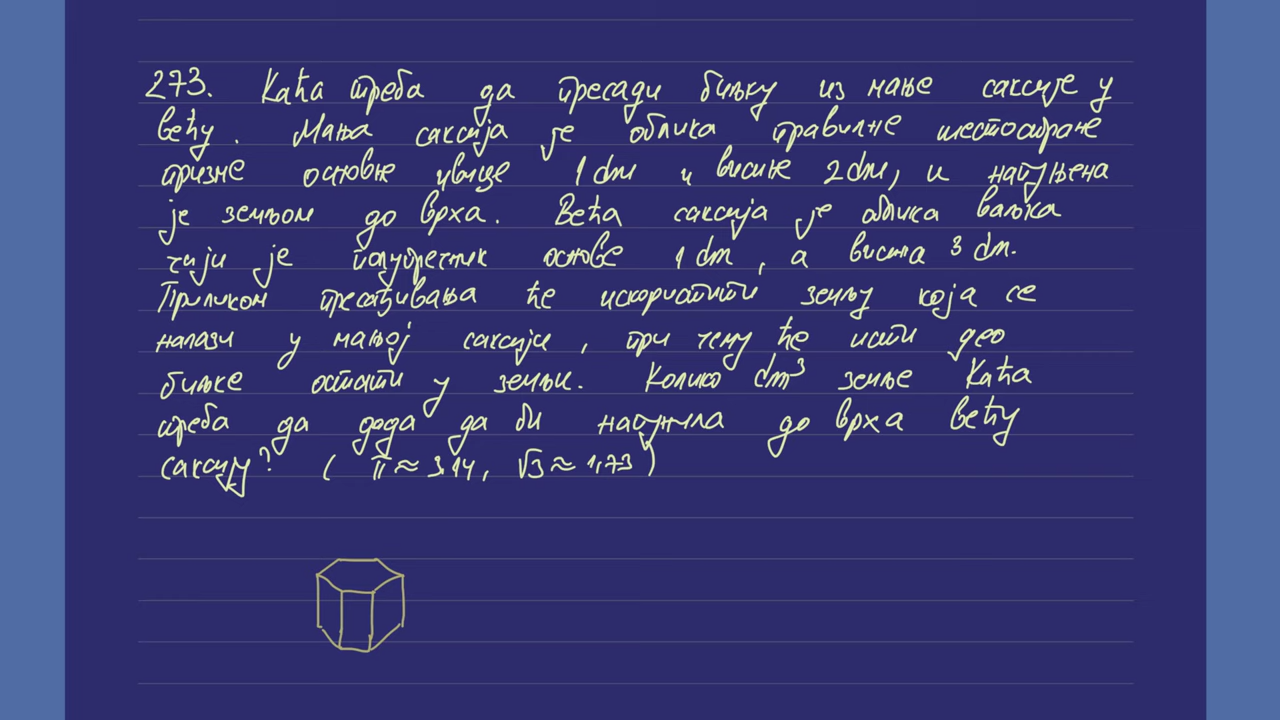 273. Каћа треба да пресади биљку из мање саксије у
већу. Мања саксија је облика правилне шестостране
призме основне ивице 1 dm и висине 2 dm, и напуњена
је земљом до врха. Већа саксија је облика ваљка
чији је полупречник основе 1 dm, а висина 3 dm.
Приликом пресађивања ће искористити земљу која се
налази у мањој саксији, при чему ће исти део
биљке остати у земљи. Колико dm³ земље Каћа
треба да дода да би напунила до врха већу
саксију? ( π ≈ 3.14, √3 ≈ 1,73 )